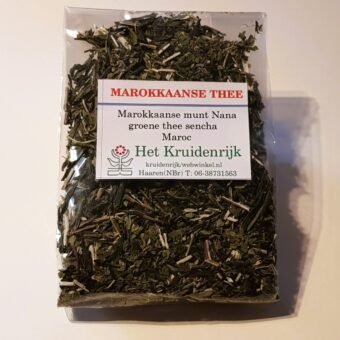 MAROKKAANSE THEE
Marokkaanse munt Nana
groene thee sencha
Maroc
Het Kruidenrijk
kruidenrijk/webwinkel.nl
Haaren(NBr) T: 06-38731563